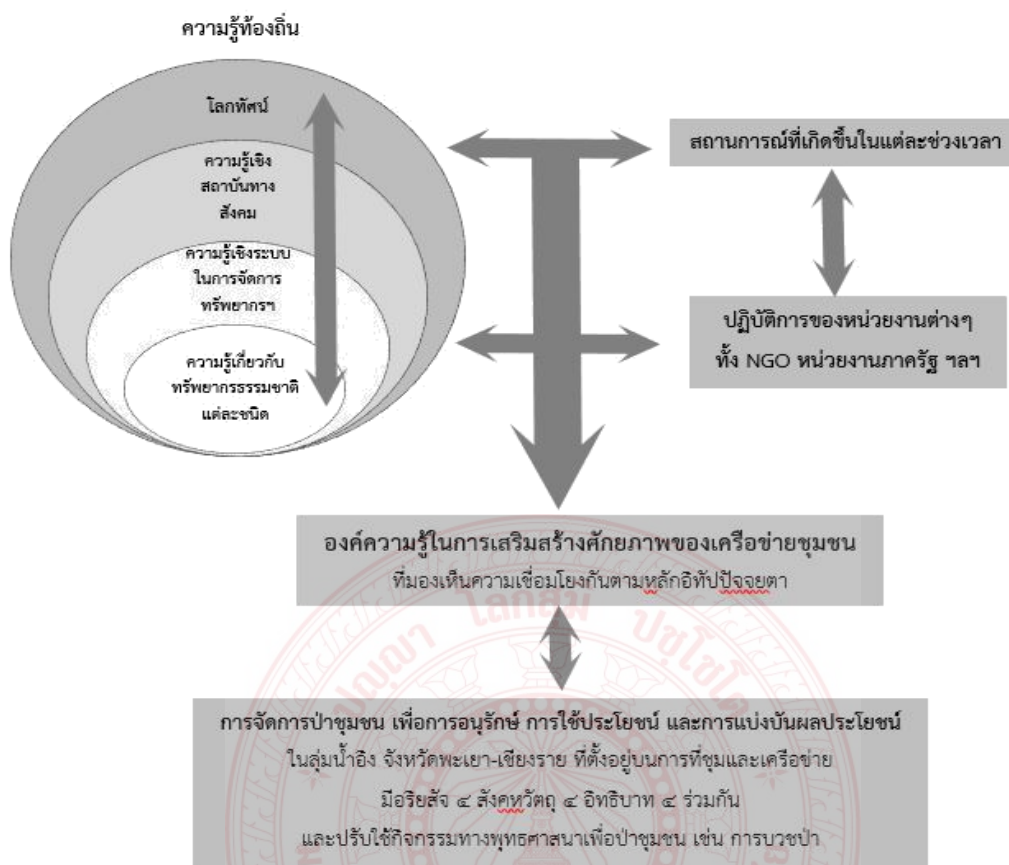 ความรู้ท้องถิ่น
โลกทัศน์
ความรู้เชิง
สถาบันทาง
สังคม
ความรู้เชิงระบบ
ในการจัดการ
ทรัพยากรฯ
ความรู้เกี่ยวกับ
ทรัพยากรธรรมชาติ
แต่ละชนิด
สถานการณ์ที่เกิดขึ้นในแต่ละช่วงเวลา
ปฏิบัติการของหน่วยงานต่างๆ
ทั้ง NGO หน่วยงานภาครัฐ ฯลฯ
องค์ความรู้ในการเสริมสร้างศักยภาพของเครือข่ายชุมชน
ที่มองเห็นความเชื่อมโยงกันตามหลักอิทัปปัจจยตา
ปญฺญา โลกสฺมิ ปชฺโชโต
การจัดการป่าชุมชน เพื่อการอนุรักษ์ การใช้ประโยชน์ และการแบ่งบันผลประโยชน์
ในลุ่มน้ำอิง จังหวัดพะเยา-เชียงราย ที่ตั้งอยู่บนการที่ชุมและเครือข่าย
มีอริยสัจ ๔ สังคหวัตถุ ๔ อิทธิบาท ๔ ร่วมกัน
และปรับใช้กิจกรรมทางพุทธศาสนาเพื่อป่าชุมชน เช่น การบวชป่า